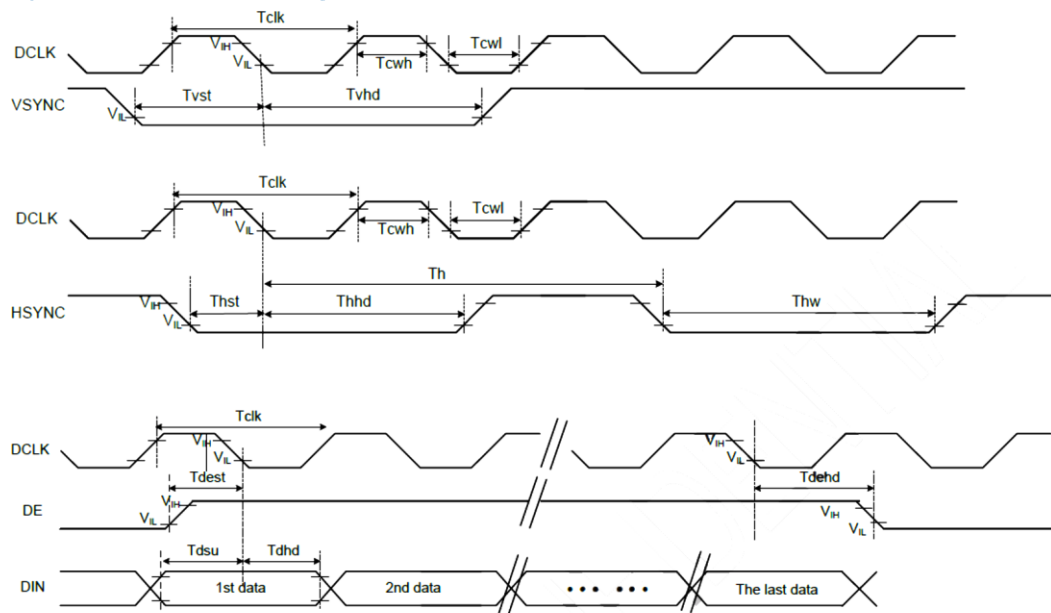 Tclk
DCLK
VIH
VIL
Tcwh
Tcwl
VSYNC
VIL
Tvst
Tvhd
Tclk
DCLK
VIH
VIL
Tcwh
Tcwl
Th
HSYNC
VIH
VIL
Thst
Thhd
Thw
Tclk
DCLK
VIH
VIL
VIH
VIL
Tdest
Tdehd
DE
VIH
VIL
VIH
VIL
Tdsu
Tdhd
DIN
1st data
2nd data
••• •••
The last data